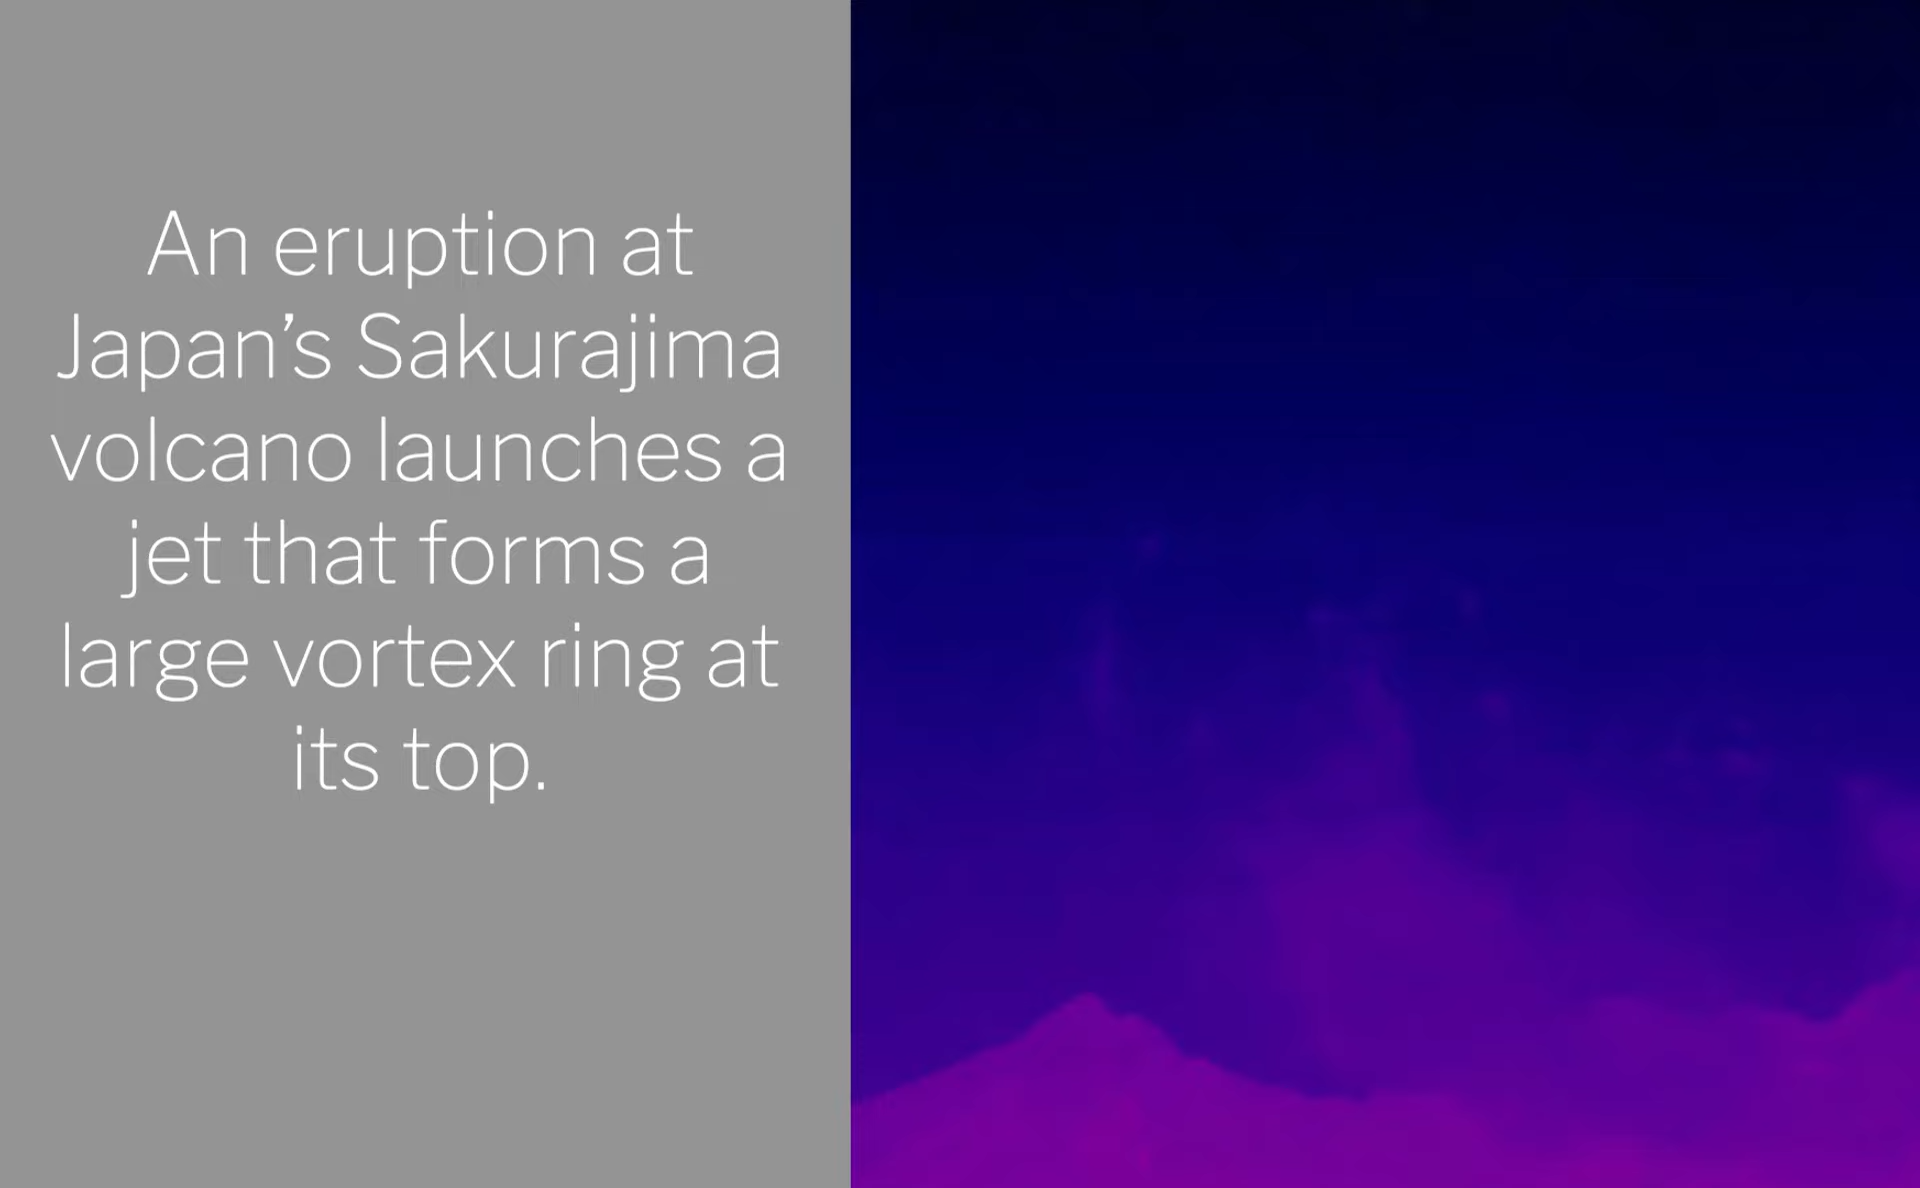 An eruption at
Japan’s Sakurajima
volcano launches a
jet that forms a
large vortex ring at
its top.